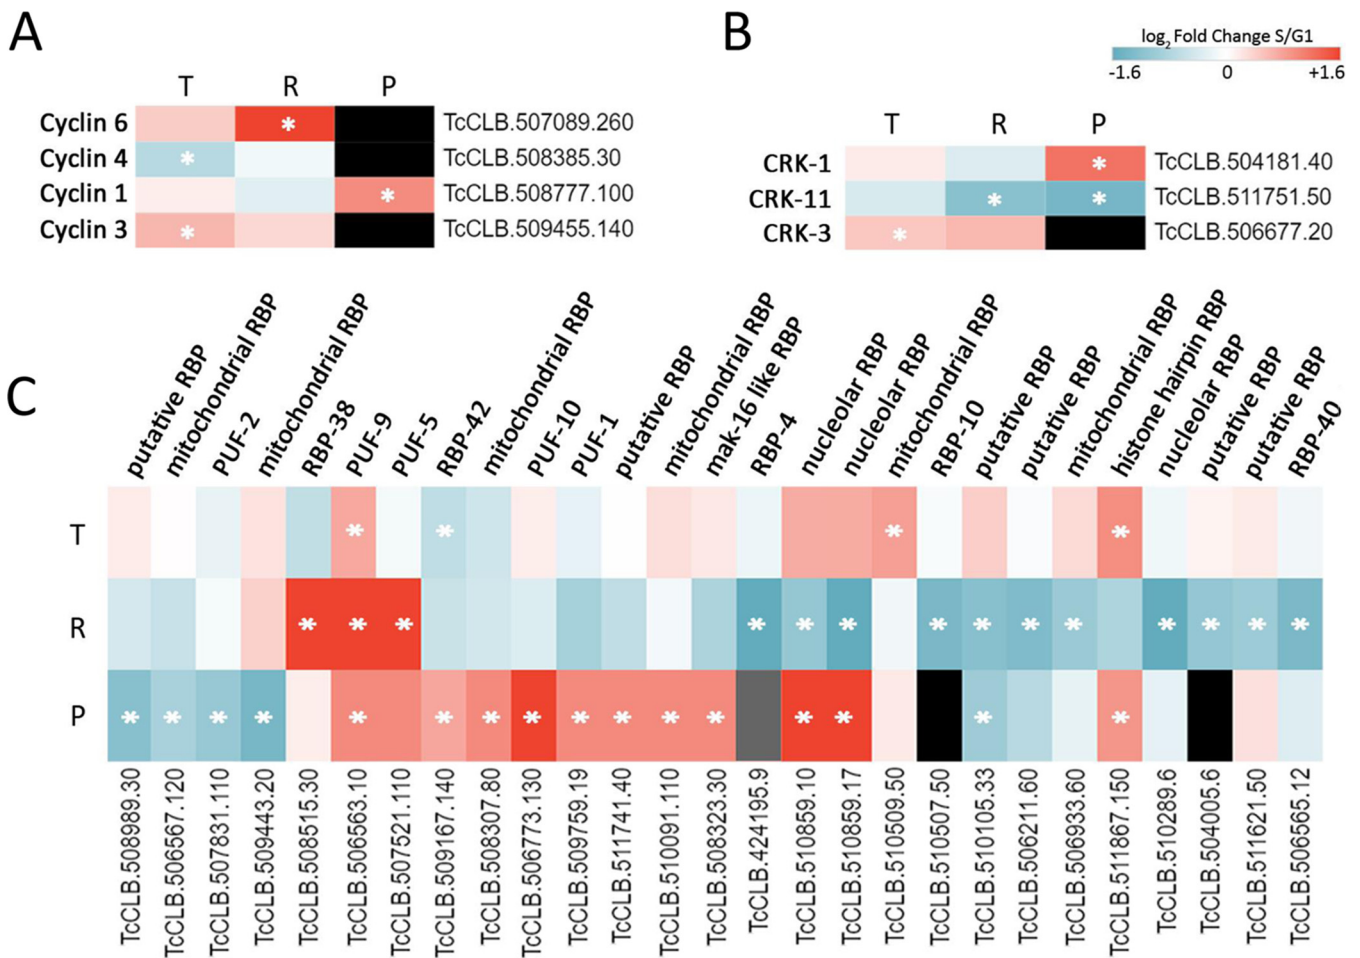 A
T R P
Cyclin 6 * TcCLB.507089.260
Cyclin 4 * TcCLB.508385.30
Cyclin 1 * TcCLB.508777.100
Cyclin 3 * TcCLB.509455.140
B
log2 Fold Change S/G1
-1.6 0 +1.6
T R P
CRK-1 * TcCLB.504181.40
CRK-11 * * TcCLB.511751.50
CRK-3 * TcCLB.506677.20
C
putative RBP
mitochondrial RBP
PUF-2
mitochondrial RBP
RBP-38
PUF-9
PUF-5
RBP-42
mitochondrial RBP
PUF-10
PUF-1
putative RBP
mitochondrial RBP
mak-16 like RBP
RBP-4
nucleolar RBP
nucleolar RBP
mitochondrial RBP
RBP-10
putative RBP
putative RBP
mitochondrial RBP
histone hairpin RBP
nucleolar RBP
putative RBP
putative RBP
RBP-40
T * * * *
R * * * * * * * * * * * * * *
P * * * * * * * * * * * * * * * * *
TcCLB.508989.30
TcCLB.506567.120
TcCLB.507831.110
TcCLB.509443.20
TcCLB.508515.30
TcCLB.506563.10
TcCLB.507521.110
TcCLB.509167.140
TcCLB.508307.80
TcCLB.506773.130
TcCLB.509759.19
TcCLB.511741.40
TcCLB.510091.110
TcCLB.508323.30
TcCLB.424195.9
TcCLB.510859.10
TcCLB.510859.17
TcCLB.5105009.50
TcCLB.5105007.50
TcCLB.510105.33
TcCLB.506211.60
TcCLB.506933.60
TcCLB.511867.150
TcCLB.510289.6
TcCLB.504005.6
TcCLB.511621.50
TcCLB.506565.12